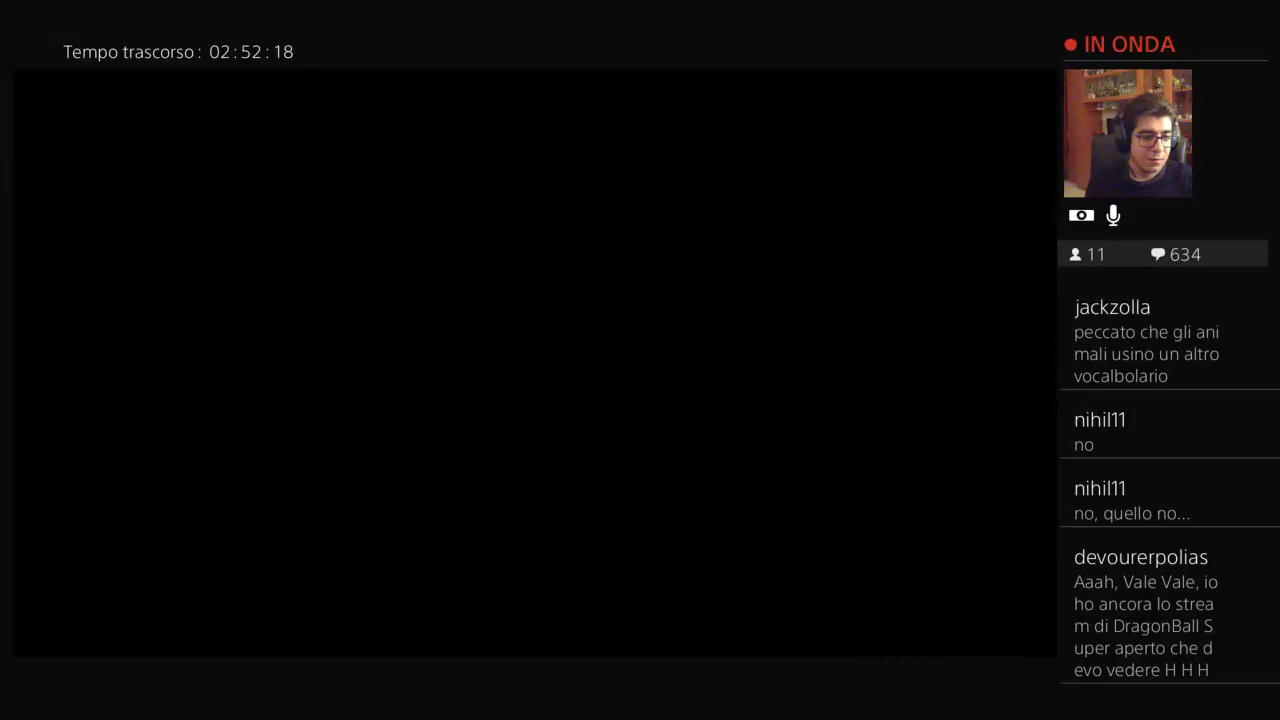 Tempo trascorso: 02:52:18
IN ONDA
11 634
jackzolla
peccato che gli ani
mali usino un altro
vocalbolario
nihil11
no
nihil11
no, quello no...
devourerpolias
Aaah, Vale Vale, io
ho ancora lo strea
m di DragonBall S
uper aperto che d
evo vedere H H H